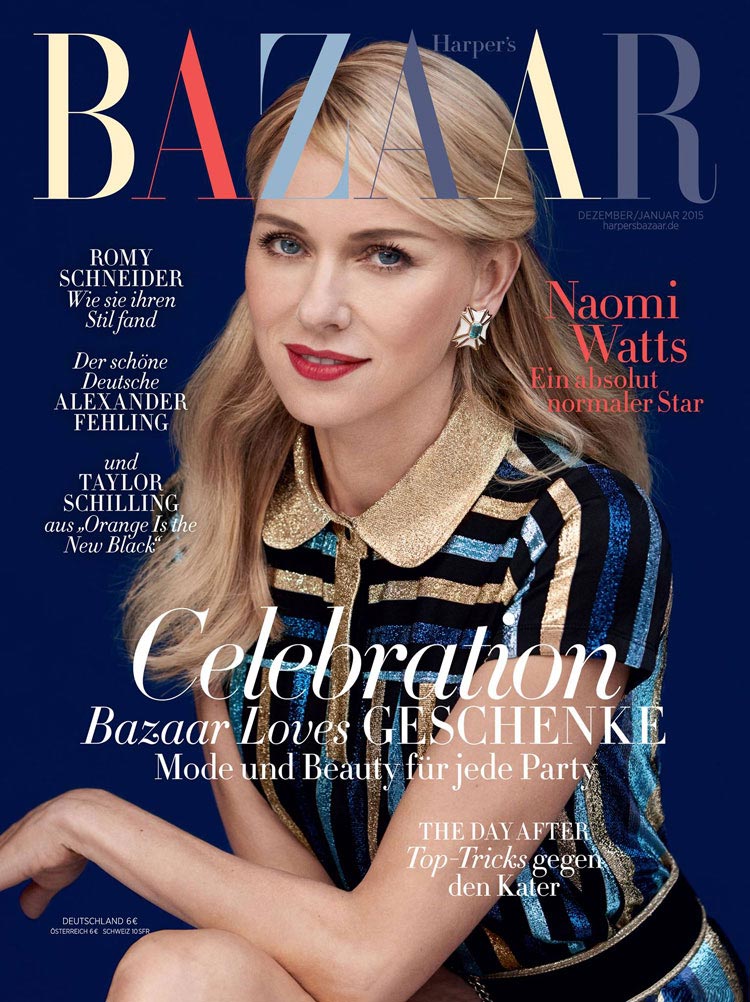 Harper's
BAZAAR
DEZEMBER/JANUAR 2015
harpersbazaar.de
ROMY
SCHNEIDER
Wie sie ihren
Stil fand
Der schöne
Deutsche
ALEXANDER
FEHLING
und
TAYLOR
SCHILLING
aus „Orange Is the
New Black“
Naomi
Watts
Ein absolut
normaler Star
Celebration
Bazaar Loves GESCHENKE
Mode und Beauty für jede Party
THE DAY AFTER
Top-Tricks gegen
den Kater
DEUTSCHLAND 6 €
ÖSTERREICH 6 € SCHWEIZ 10 SFR